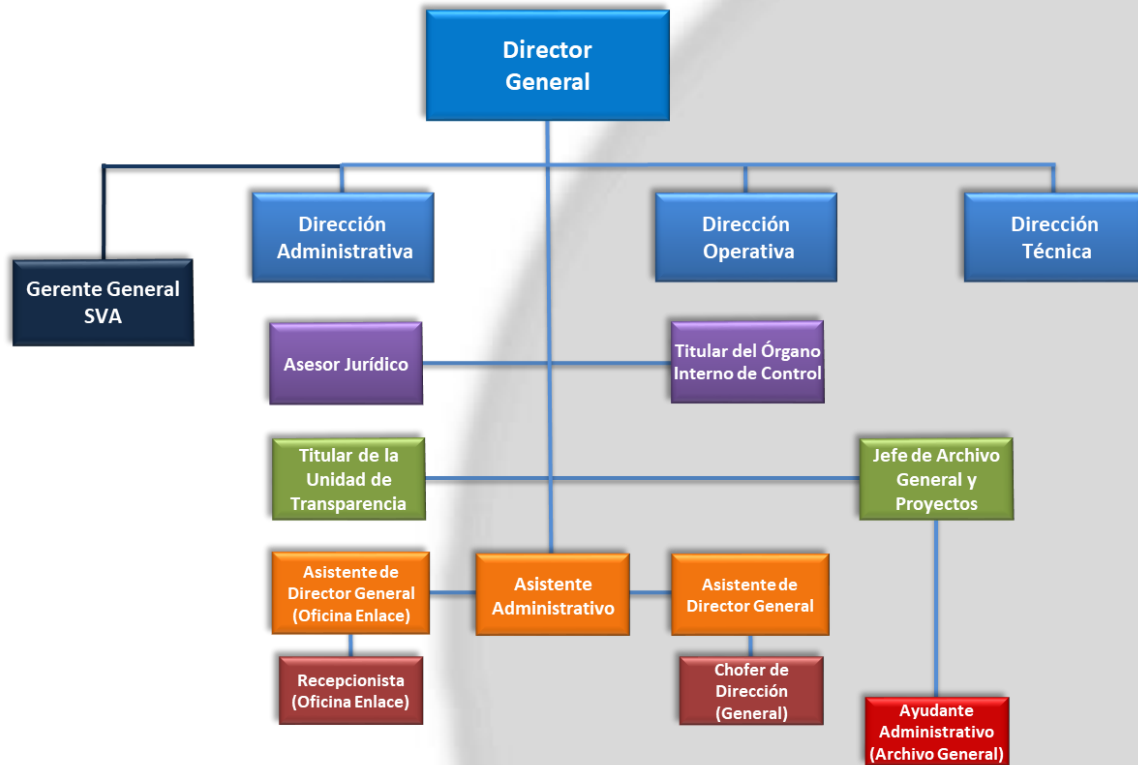 Director
General
Dirección
Administrativa
Dirección
Operativa
Dirección
Técnica
Gerente General
SVA
Asesor Jurídico
Titular del Órgano
Interno de Control
Titular de la
Unidad de
Transparencia
Jefe de Archivo
General y
Proyectos
Asistente de
Director General
(Oficina Enlace)
Asistente
Administrativo
Asistente de
Director General
Recepcionista
(Oficina Enlace)
Chofer de
Dirección
(General)
Ayudante
Administrativo
(Archivo General)